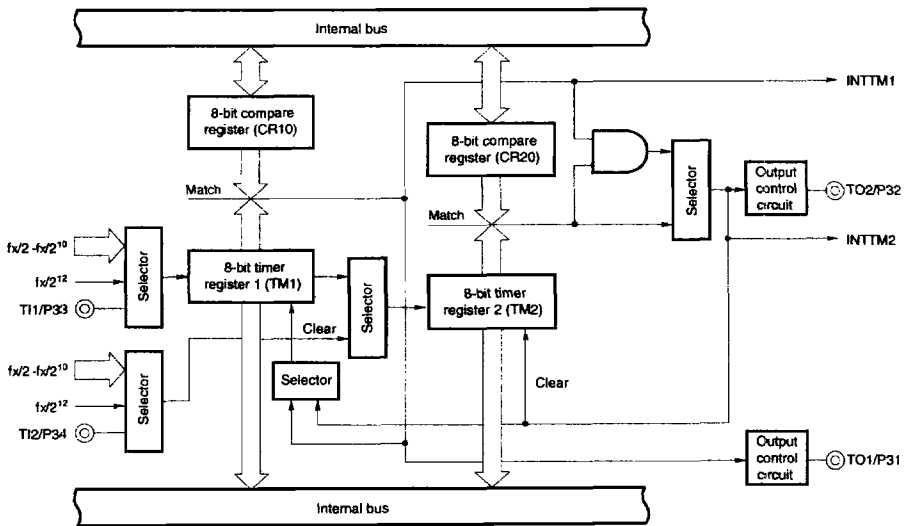 Internal bus
8-bit compare
register (CR10)
8-bit compare
register (CR20)
INTTM1
Match
Match
Selector
Output
control
circuit
TO2/P32
INTTM2
fx/2 -fx/2¹⁰
fx/2¹²
TI1/P33
Selector
8-bit timer
register 1 (TM1)
Selector
8-bit timer
register 2 (TM2)
Clear
fx/2 -fx/2¹⁰
fx/2¹²
TI2/P34
Selector
Selector
Clear
Output
control
circuit
TO1/P31
Internal bus